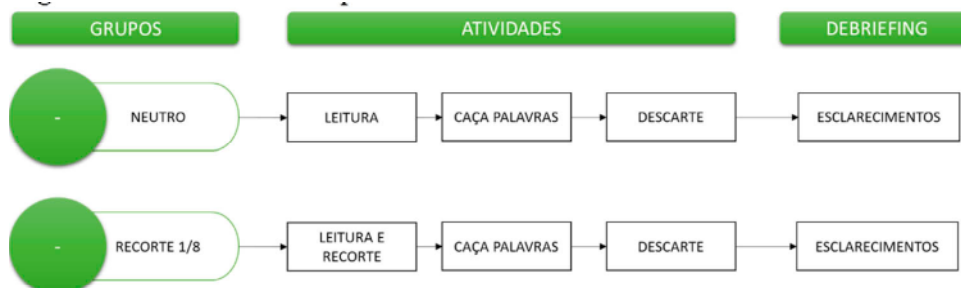 GRUPOS ATIVIDADES DEBRIEFING
- NEUTRO LEITURA CAÇA PALAVRAS DESCARTE ESCLARECIMENTOS
- RECORTE 1/8 LEITURA E RECORTE CAÇA PALAVRAS DESCARTE ESCLARECIMENTOS